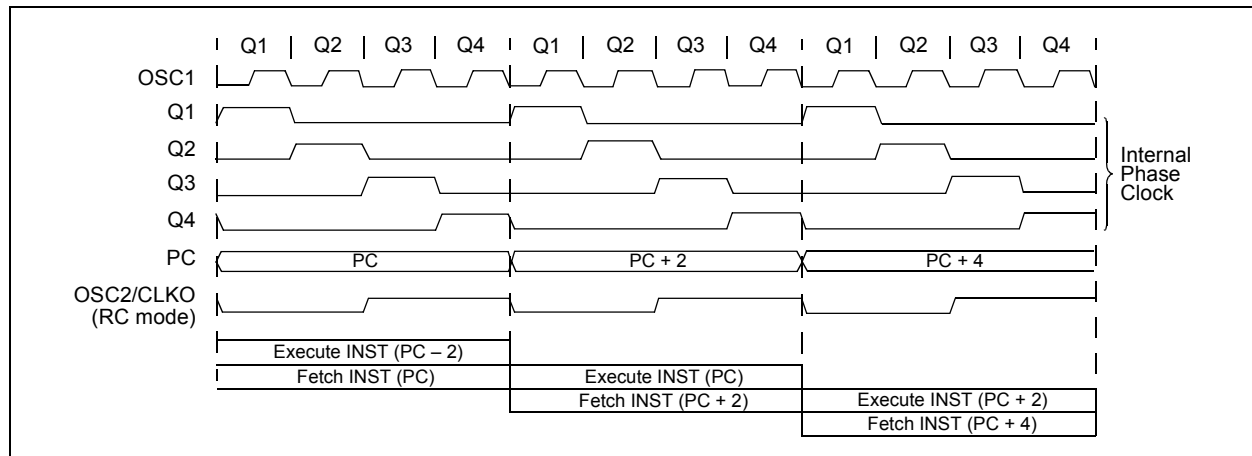 Q1 | Q2 | Q3 | Q4 | Q1 | Q2 | Q3 | Q4 | Q1 | Q2 | Q3 | Q4
OSC1
Q1
Q2
Q3
Q4
Internal
Phase
Clock
PC
PC
PC + 2
PC + 4
OSC2/CLKO
(RC mode)
Execute INST (PC – 2)
Fetch INST (PC)
Execute INST (PC)
Fetch INST (PC + 2)
Execute INST (PC + 2)
Fetch INST (PC + 4)